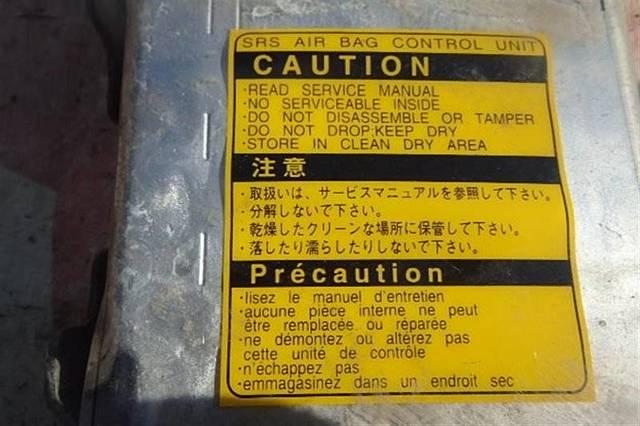 SRS AIR BAG CONTROL UNIT
CAUTION
·READ SERVICE MANUAL
·NO SERVICEABLE INSIDE
·DO NOT DISASSEMBLE OR TAMPER
·DO NOT DROP:KEEP DRY
·STORE IN CLEAN DRY AREA
注意
・取扱いは、サービスマニュアルを参照して下さい。
・分解しないで下さい。
・乾燥したクリーンな場所に保管して下さい。
・落したり濡らしたりしないで下さい。
Précaution
·lisez le manuel d'entretien
·aucune pièce interne ne peut
être remplacée ou réparée
·ne démontez ou altérez pas
cette unité de contrôle
·n'échappez pas
·emmagasinez dans un endroit sec